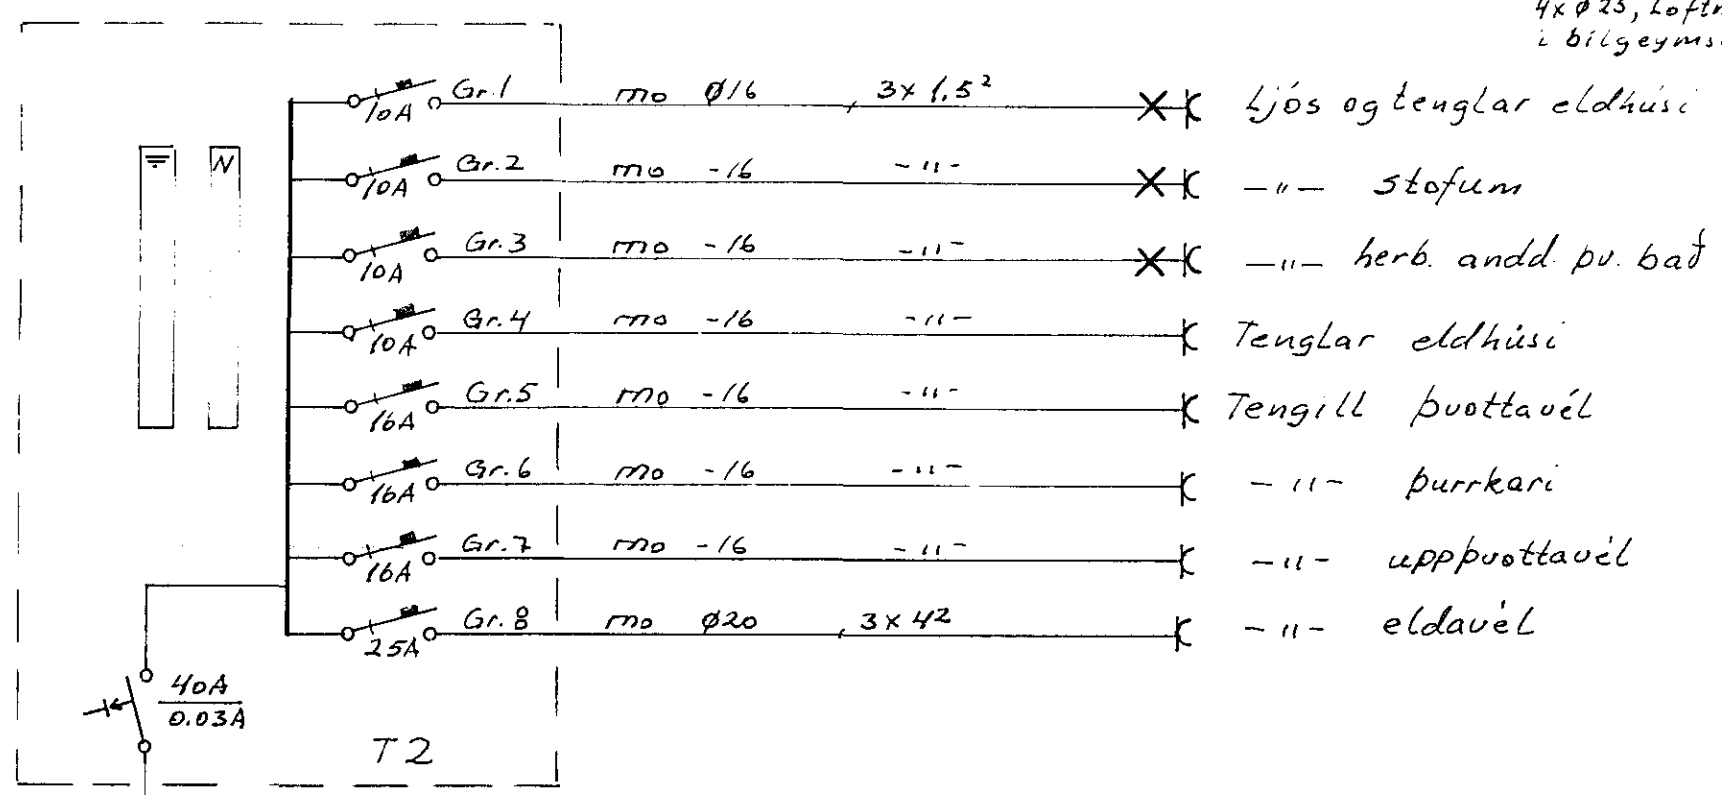 4x ø25, Loftn
í bílgeyms
Gr.1 mo ø16 , 3x 1.5² Ljós og tenglar eldhúsi
10A
N
Gr.2 mo -16 -"- -"- stofum
10A
Gr.3 mo -16 -"- -"- herb. andd. þv. bað
10A
Gr.4 mo -16 -"- Tenglar eldhúsi
10A
Gr.5 mo -16 -"- Tengill þvottavél
16A
Gr.6 mo -16 -"- -"- þurrkari
16A
Gr.7 mo -16 -"- -"- uppþvottavél
16A
Gr.8 mo ø20 , 3x4² -"- eldavél
25A
40A
0.03A
T2